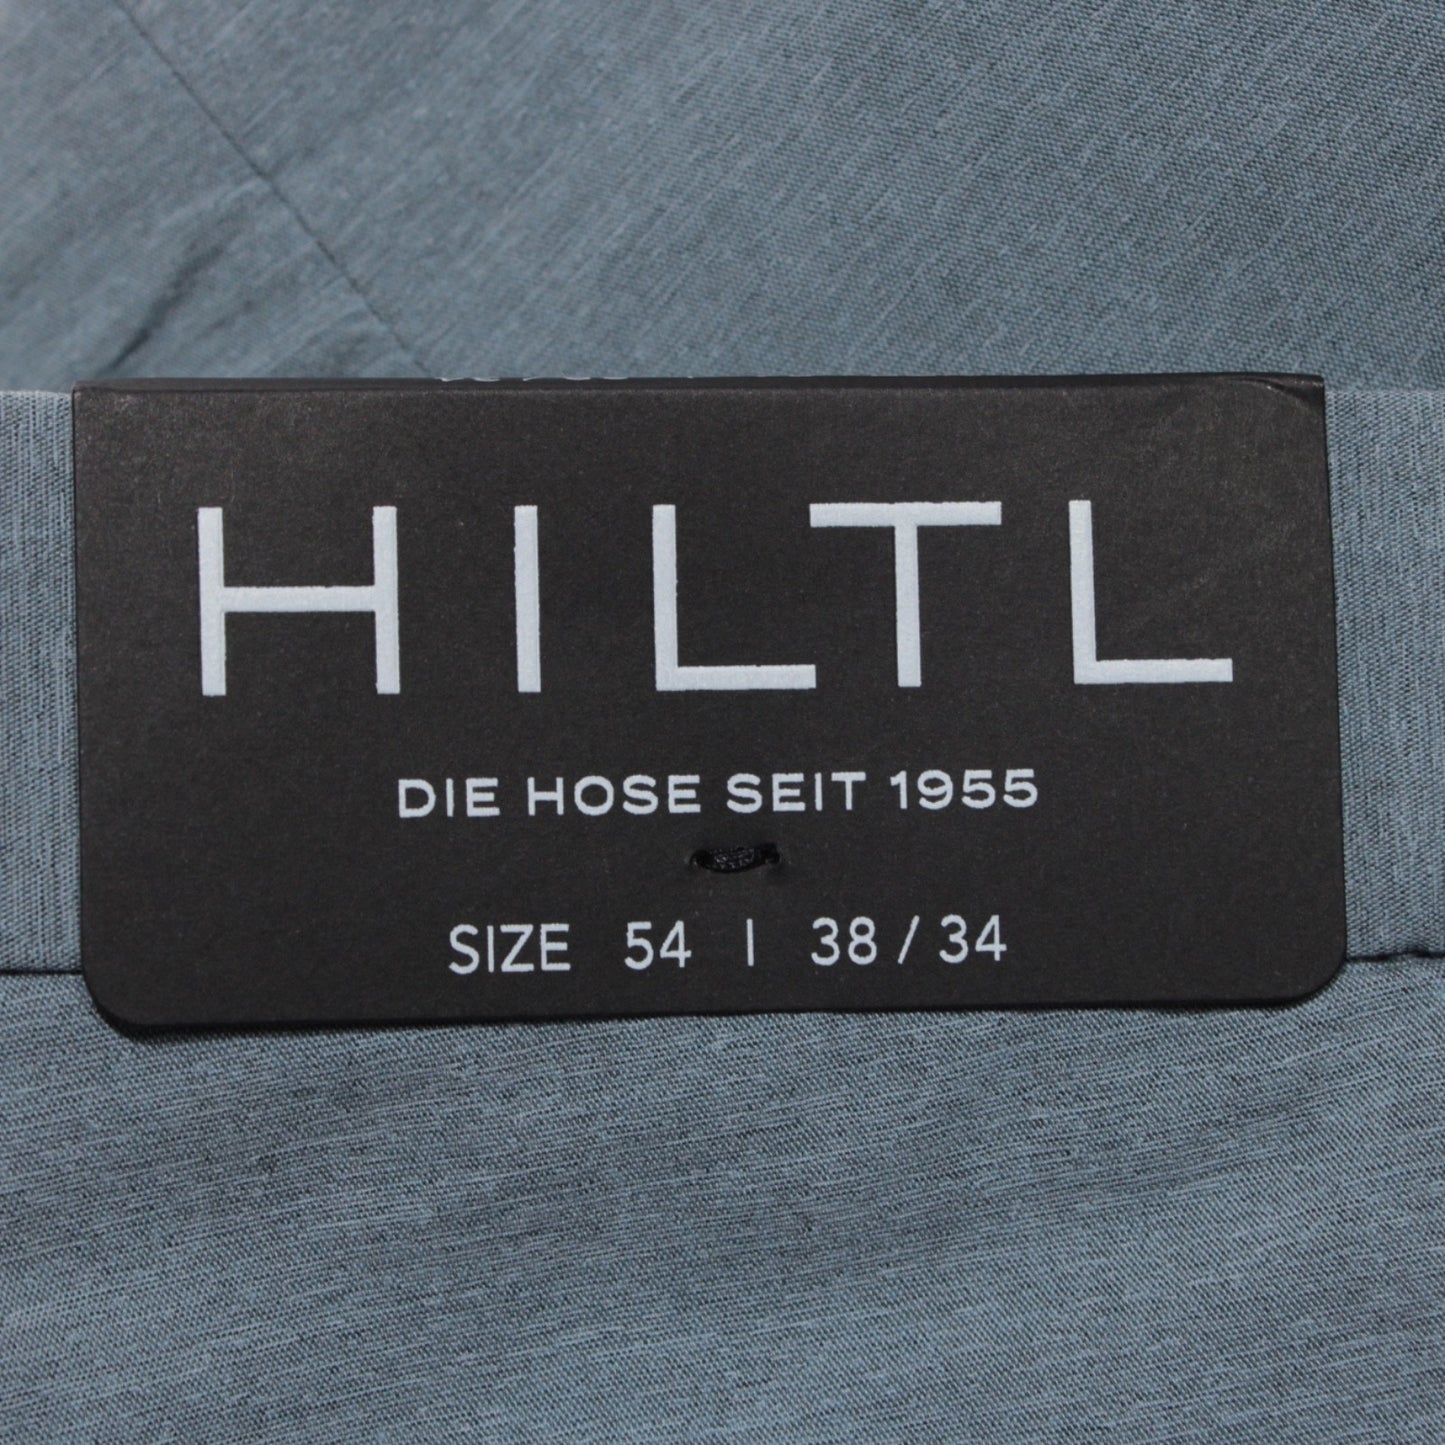 HILTL
DIE HOSE SEIT 1955
SIZE 54 | 38 / 34